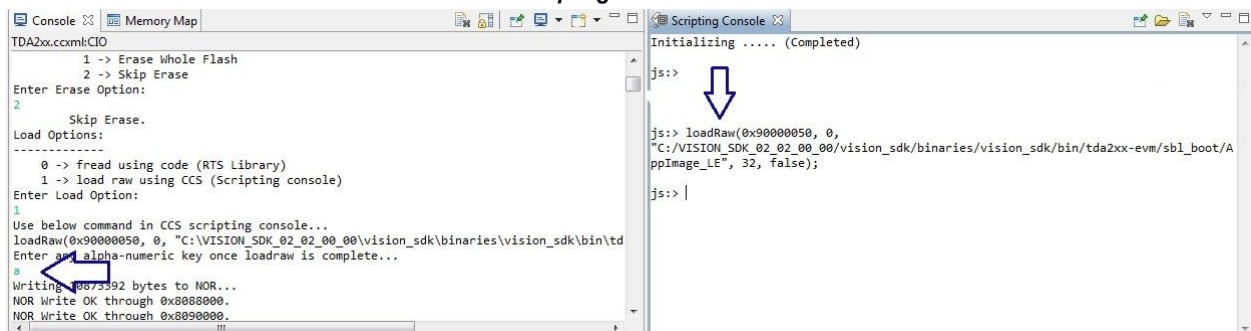 Console
Memory Map
TDA2xx.ccxml:CIO
1 -> Erase Whole Flash
2 -> Skip Erase
Enter Erase Option:
2
Skip Erase.
Load Options:
-------------
0 -> fread using code (RTS Library)
1 -> load raw using CCS (Scripting console)
Enter Load Option:
1
Use below command in CCS scripting console...
loadRaw(0x90000050, 0, "C:\VISION_SDK_02_02_00_00\vision_sdk\binaries\vision_sdk\bin\td
Enter any alpha-numeric key once loadraw is complete...
a
Writing 10873592 bytes to NOR...
NOR Write OK through 0x8088000.
NOR Write OK through 0x8090000.
Scripting Console
Initializing ..... (Completed)
js:>
js:> loadRaw(0x90000050, 0,
"C:/VISION_SDK_02_02_00_00/vision_sdk/binaries/vision_sdk/bin/tda2xx-evm/sbl_boot/A
ppImage_LE", 32, false);
js:>